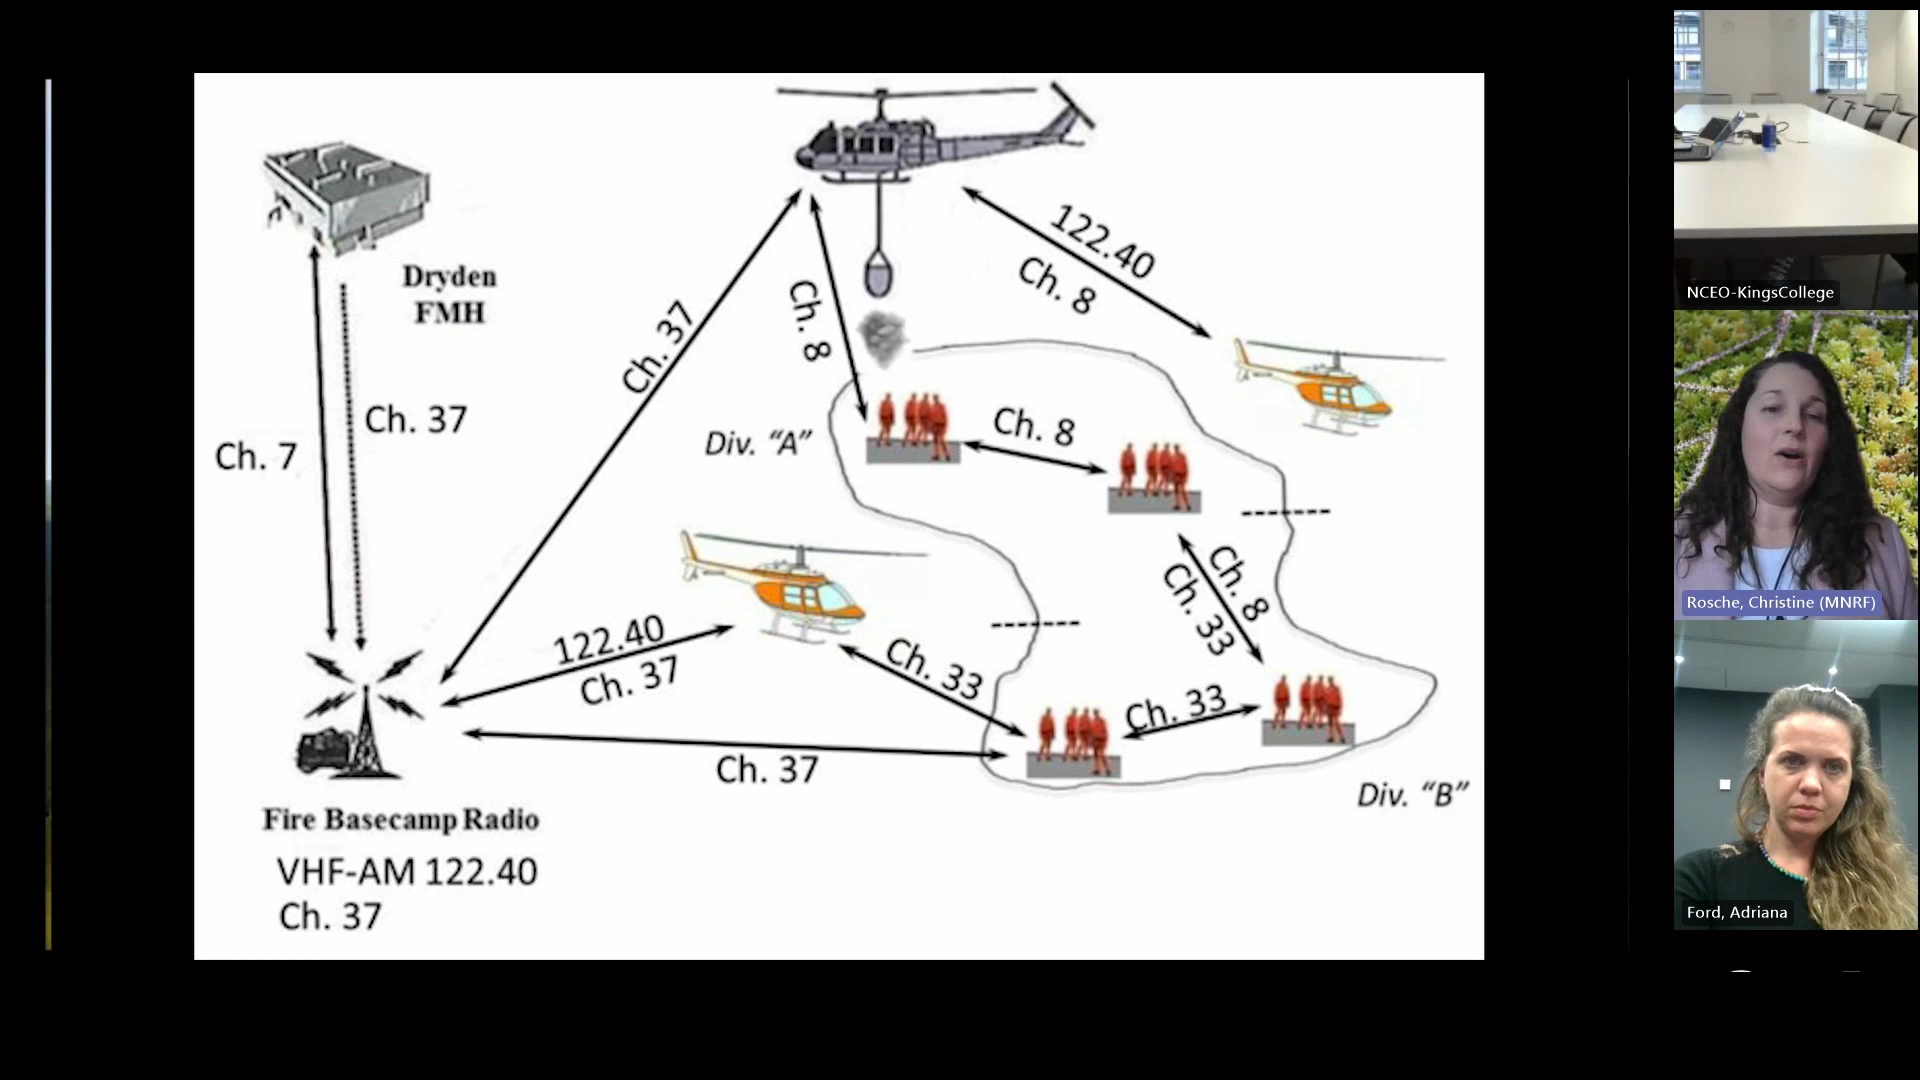 Dryden
FMH
Ch. 7
Ch. 37
Ch. 37
Ch. 8
122.40
Ch. 8
Div. “A”
Ch. 8
Ch. 8
Ch. 33
122.40
Ch. 37
Ch. 33
Ch. 33
Ch. 37
Div. “B”
Fire Basecamp Radio
VHF-AM 122.40
Ch. 37
NCEO-KingsCollege
Rosche, Christine (MNRF)
Ford, Adriana